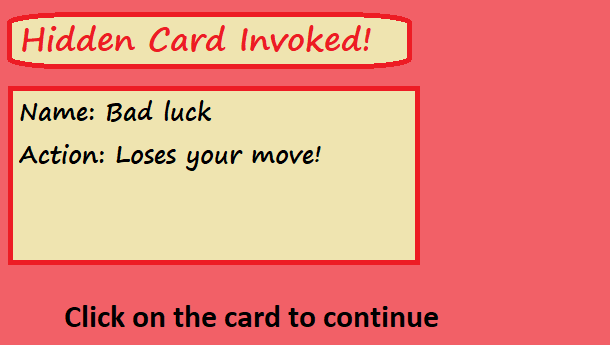 Hidden Card Invoked!
Name: Bad luck
Action: Loses your move!
Click on the card to continue